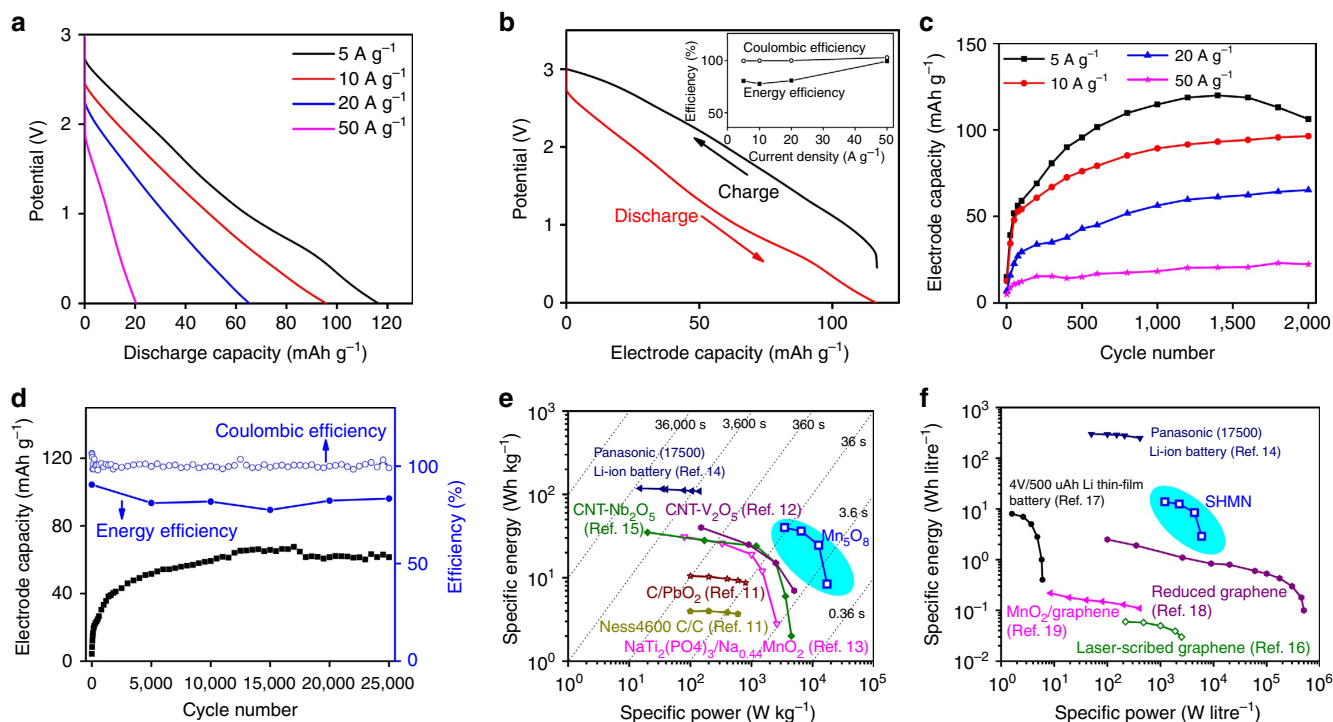 a
3
2
1
0
Potential (V)
0 20 40 60 80 100 120
Discharge capacity (mAh g⁻¹)
5 A g⁻¹
10 A g⁻¹
20 A g⁻¹
50 A g⁻¹
b
4
3
2
1
0
Potential (V)
0 50 100
Electrode capacity (mAh g⁻¹)
Coulombic efficiency
Energy efficiency
Efficiency (%)
100
50
0 10 20 30 40 50
Current density (A g⁻¹)
Charge
Discharge
c
150
100
50
0
Electrode capacity (mAh g⁻¹)
5 A g⁻¹
10 A g⁻¹
20 A g⁻¹
50 A g⁻¹
0 500 1,000 1,500 2,000
Cycle number
d
160
120
80
40
0
Electrode capacity (mAh g⁻¹)
Coulombic efficiency
Energy efficiency
100
50
0
Efficiency (%)
0 5,000 10,000 15,000 20,000 25,000
Cycle number
e
10³
10²
10¹
10⁰
Specific energy (Wh kg⁻¹)
36,000 s
3,600 s
360 s
36 s
3.6 s
0.36 s
Panasonic (17500)
Li-ion battery (Ref. 14)
CNT-Nb₂O₅
(Ref. 15)
CNT-V₂O₅ (Ref. 12)
Mn₅O₈
C/PbO₂ (Ref. 11)
Ness4600 C/C (Ref. 11)
NaTi₂(PO4)₃/Na₀.₄₄MnO₂ (Ref. 13)
10⁰ 10¹ 10² 10³ 10⁴ 10⁵
Specific power (W kg⁻¹)
f
10³
10²
10¹
10⁰
10⁻¹
10⁻²
Specific energy (Wh litre⁻¹)
Panasonic (17500)
Li-ion battery (Ref. 14)
4V/500 uAh Li thin-film
battery (Ref. 17)
SHMN
Reduced graphene
(Ref. 18)
MnO₂/graphene
(Ref. 19)
Laser-scribed graphene (Ref. 16)
10⁰ 10¹ 10² 10³ 10⁴ 10⁵ 10⁶
Specific power (W litre⁻¹)